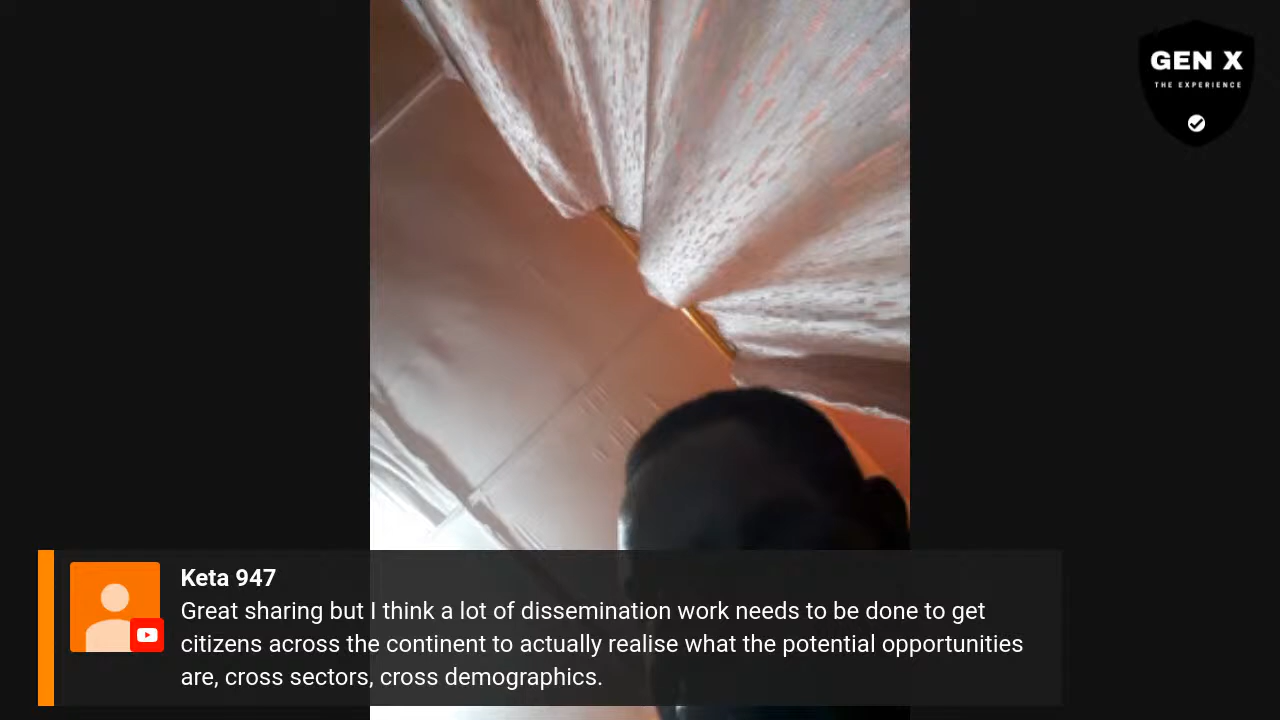 GEN X
THE EXPERIENCE
Keta 947
Great sharing but I think a lot of dissemination work needs to be done to get
citizens across the continent to actually realise what the potential opportunities
are, cross sectors, cross demographics.